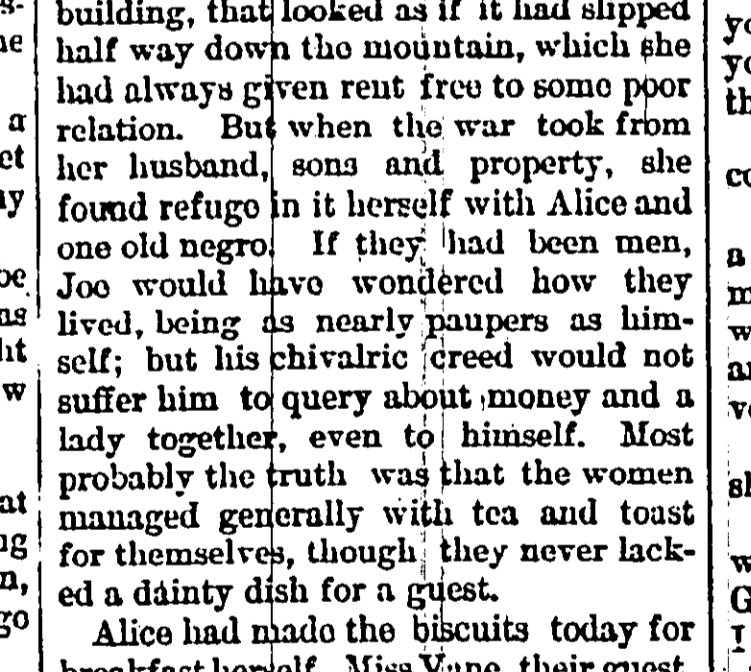 building, that looked as if it had slipped
half way down the mountain, which she
had always given rent free to some poor
relation. But when the war took from
her husband, sons and property, she
found refuge in it herself with Alice and
one old negro. If they had been men,
Joe would have wondered how they
lived, being as nearly paupers as him-
self; but his chivalric creed would not
suffer him to query about money and a
lady together, even to himself. Most
probably the truth was that the women
managed generally with tea and toast
for themselves, though they never lack-
ed a dainty dish for a guest.
Alice had made the biscuits today for
breakfast herself. Miss Vane, their guest,